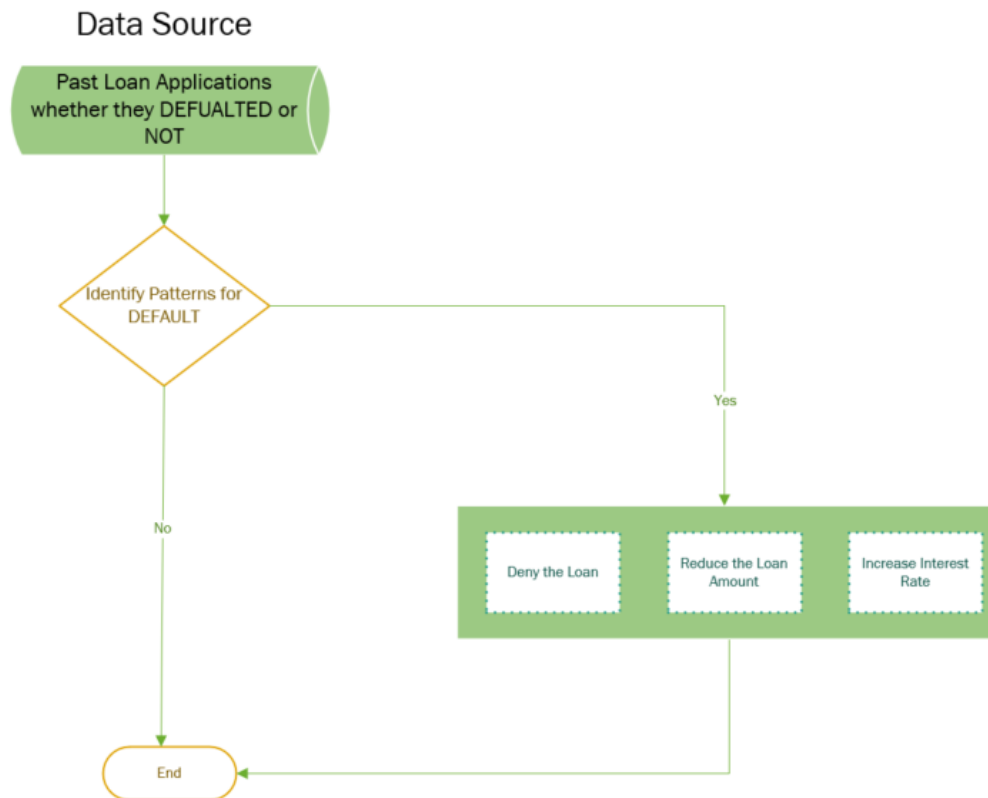 Data Source
Past Loan Applications
whether they DEFUALTED or
NOT
Identify Patterns for
DEFAULT
Yes
No
Deny the Loan
Reduce the Loan
Amount
Increase Interest
Rate
End